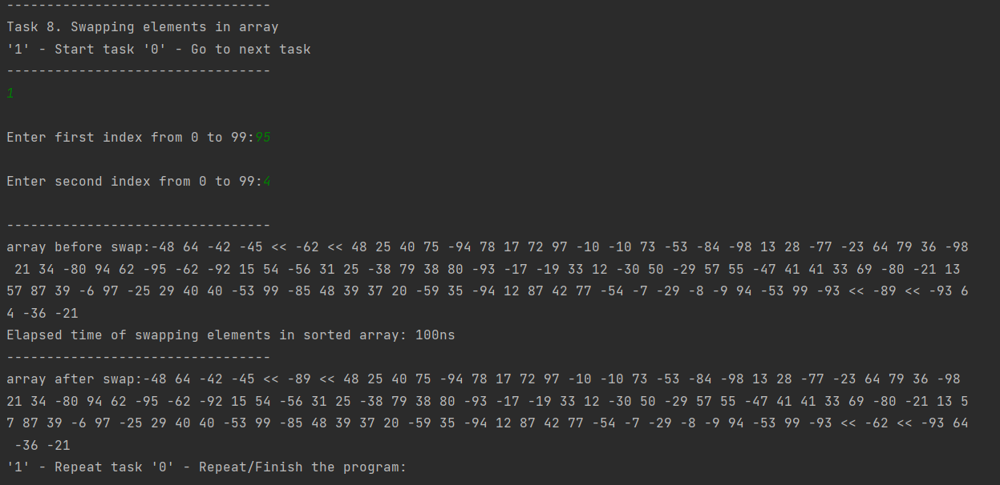 ---------------------------------
Task 8. Swapping elements in array
'1' - Start task '0' - Go to next task
---------------------------------
1
Enter first index from 0 to 99:95
Enter second index from 0 to 99:4
---------------------------------
array before swap:-48 64 -42 -45 << -62 << 48 25 40 75 -94 78 17 72 97 -10 -10 73 -53 -84 -98 13 28 -77 -23 64 79 36 -98
21 34 -80 94 62 -95 -62 -92 15 54 -56 31 25 -38 79 38 80 -93 -17 -19 33 12 -30 50 -29 57 55 -47 41 41 33 69 -80 -21 13
57 87 39 -6 97 -25 29 40 40 -53 99 -85 48 39 37 20 -59 35 -94 12 87 42 77 -54 -7 -29 -8 -9 94 -53 99 -93 << -89 << -93 6
4 -36 -21
Elapsed time of swapping elements in sorted array: 100ns
---------------------------------
array after swap:-48 64 -42 -45 << -89 << 48 25 40 75 -94 78 17 72 97 -10 -10 73 -53 -84 -98 13 28 -77 -23 64 79 36 -98
21 34 -80 94 62 -95 -62 -92 15 54 -56 31 25 -38 79 38 80 -93 -17 -19 33 12 -30 50 -29 57 55 -47 41 41 33 69 -80 -21 13 5
7 87 39 -6 97 -25 29 40 40 -53 99 -85 48 39 37 20 -59 35 -94 12 87 42 77 -54 -7 -29 -8 -9 94 -53 99 -93 << -62 << -93 64
-36 -21
'1' - Repeat task '0' - Repeat/Finish the program: